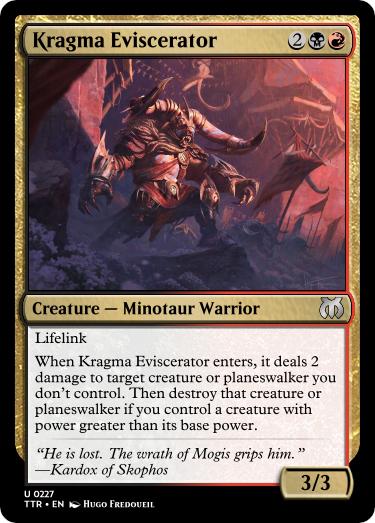 Kragma Eviscerator 2
Creature — Minotaur Warrior
Lifelink
When Kragma Eviscerator enters, it deals 2
damage to target creature or planeswalker you
don't control. Then destroy that creature or
planeswalker if you control a creature with
power greater than its base power.
“He is lost. The wrath of Mogis grips him.”
—Kardox of Skophos
3/3
U 0227
TTR • EN Hugo Fredoueil